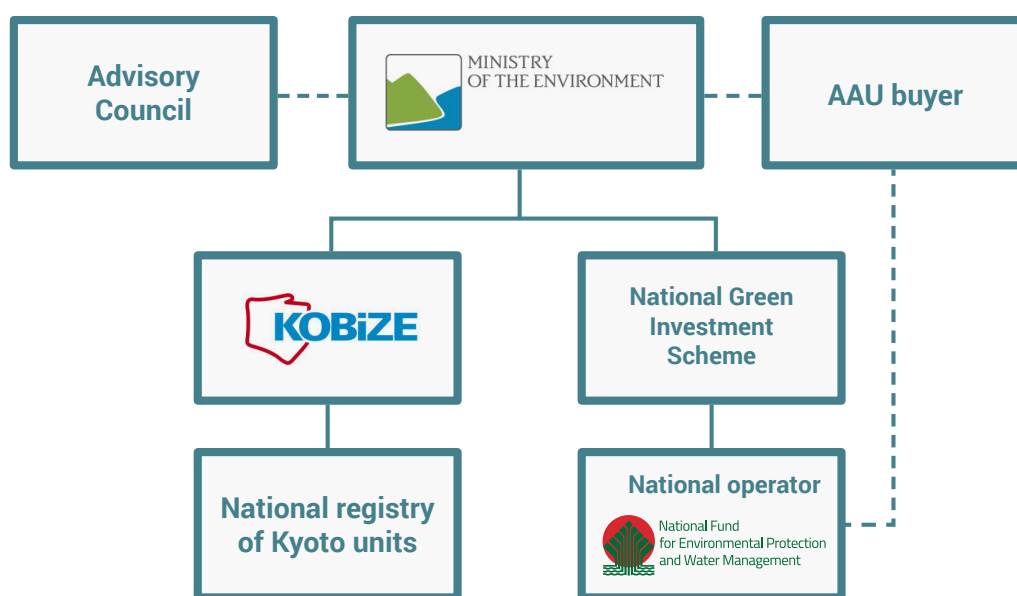 Advisory
Council
MINISTRY
OF THE ENVIRONMENT
AAU buyer
KOBiZE
National Green
Investment
Scheme
National registry
of Kyoto units
National operator
National Fund
for Environmental Protection
and Water Management